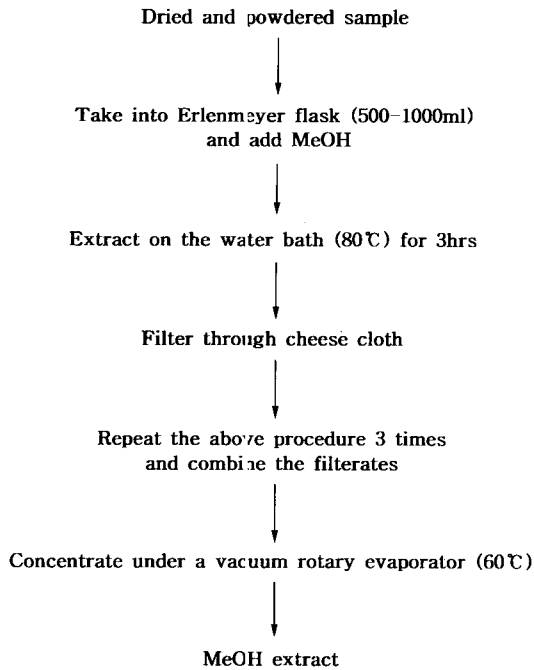 Dried and powdered sample
Take into Erlenmeyer flask (500-1000ml)
and add MeOH
Extract on the water bath (80℃) for 3hrs
Filter through cheese cloth
Repeat the above procedure 3 times
and combine the filterates
Concentrate under a vacuum rotary evaporator (60℃)
MeOH extract